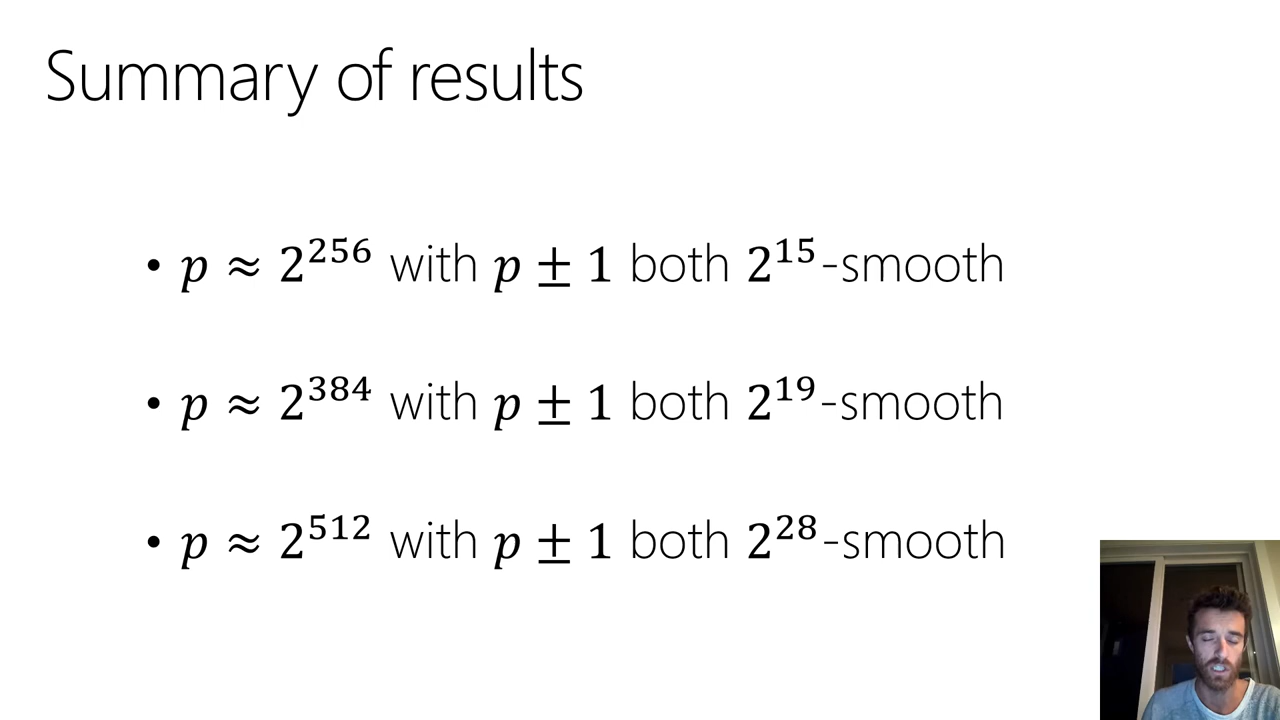 Summary of results
• p ≈ 2^256 with p ± 1 both 2^15-smooth
• p ≈ 2^384 with p ± 1 both 2^19-smooth
• p ≈ 2^512 with p ± 1 both 2^28-smooth